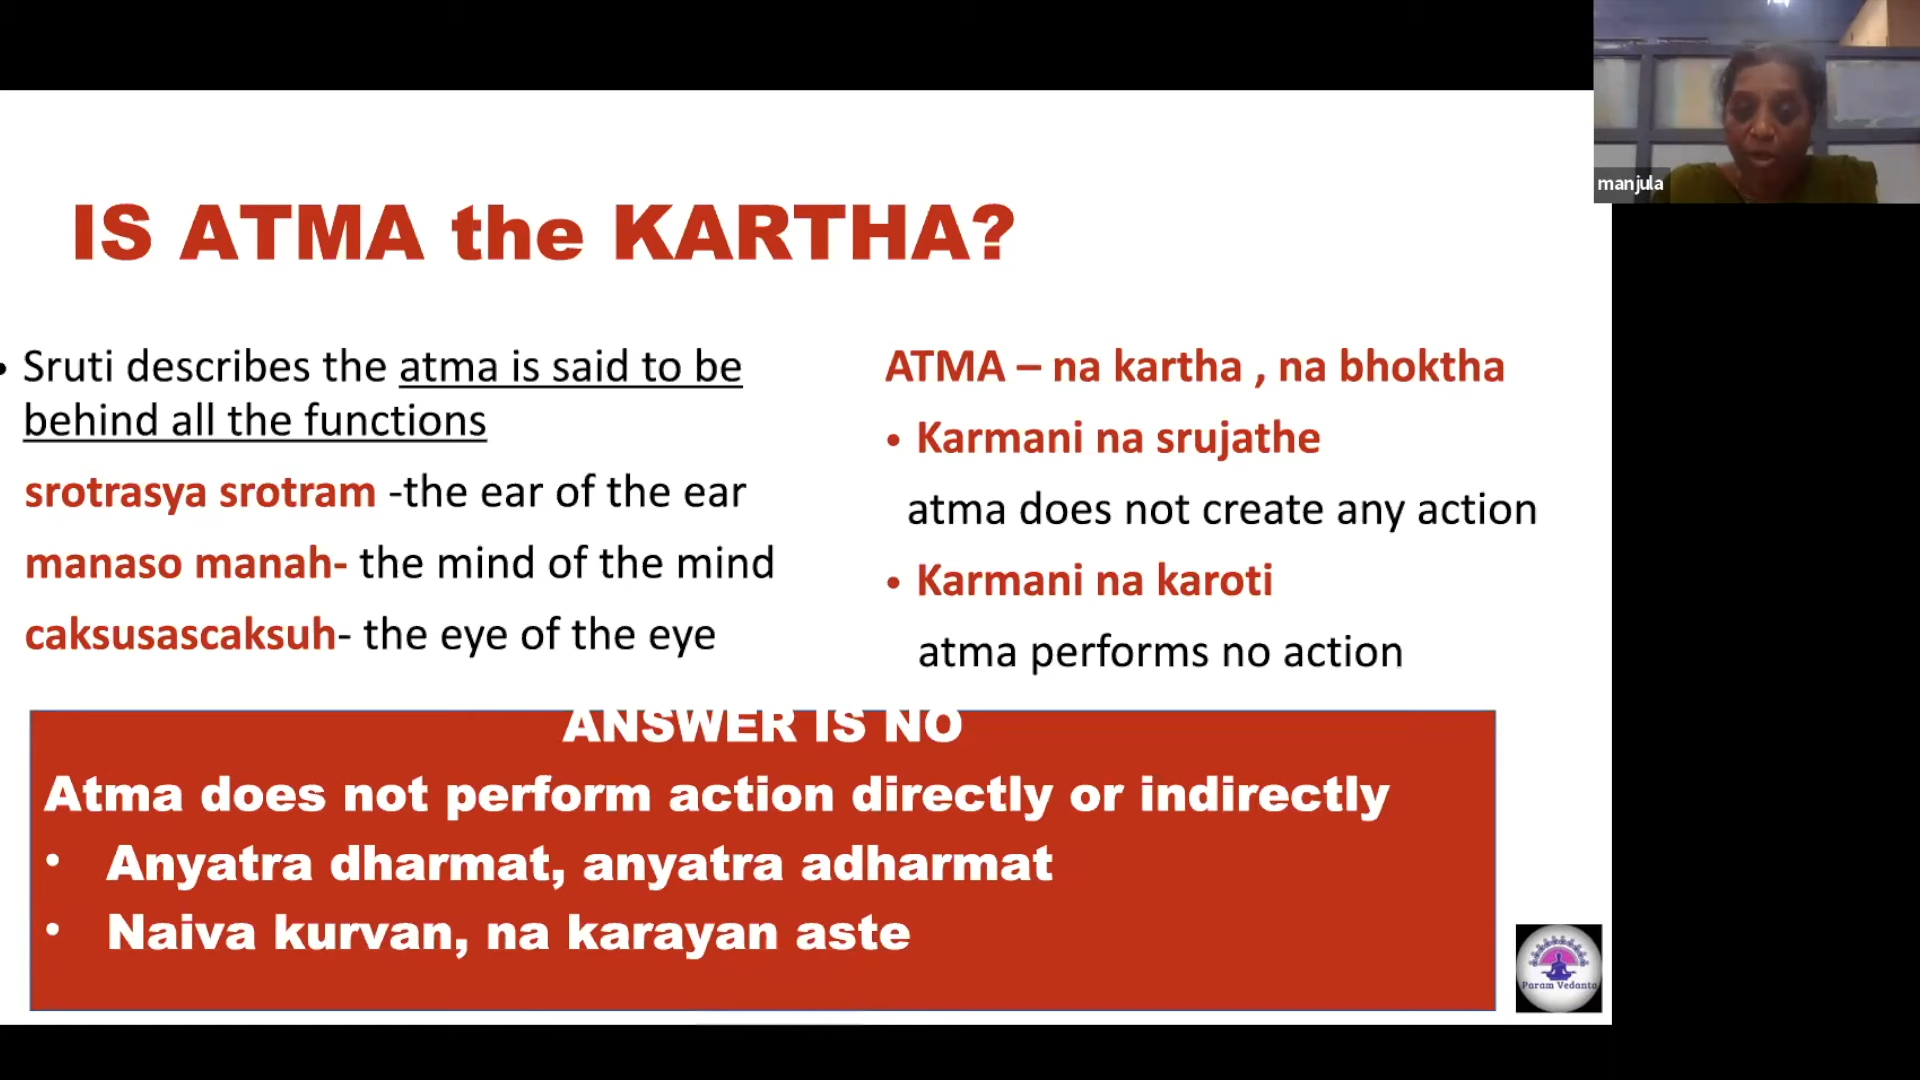 manjula
IS ATMA the KARTHA?
• Sruti describes the atma is said to be
behind all the functions
srotrasya srotram -the ear of the ear
manaso manah- the mind of the mind
caksusascaksuh- the eye of the eye
ATMA – na kartha , na bhoktha
• Karmani na srujathe
atma does not create any action
• Karmani na karoti
atma performs no action
ANSWER IS NO
Atma does not perform action directly or indirectly
• Anyatra dharmat, anyatra adharmat
• Naiva kurvan, na karayan aste
Param Vedanta